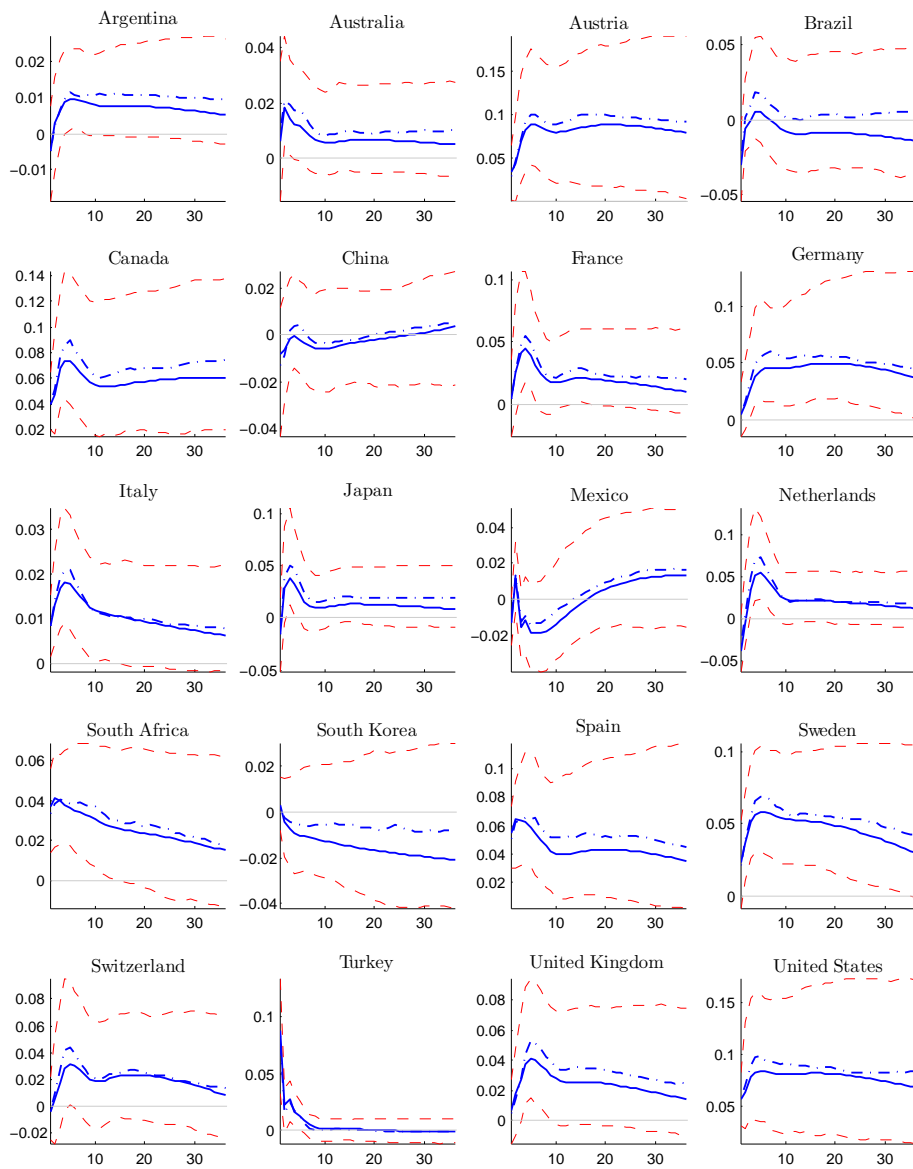 Argentina
0.02
0.01
0
−0.01
10 20 30
Australia
0.04
0.02
0
10 20 30
Austria
0.15
0.1
0.05
10 20 30
Brazil
0.05
0
−0.05
10 20 30
Canada
0.14
0.12
0.1
0.08
0.06
0.04
0.02
10 20 30
China
0.02
0
−0.02
−0.04
10 20 30
France
0.1
0.05
0
10 20 30
Germany
0.1
0.05
0
10 20 30
Italy
0.03
0.02
0.01
0
10 20 30
Japan
0.1
0.05
0
−0.05
10 20 30
Mexico
0.04
0.02
0
−0.02
10 20 30
Netherlands
0.1
0.05
0
−0.05
10 20 30
South Africa
0.06
0.04
0.02
0
10 20 30
South Korea
0.02
0
−0.02
−0.04
10 20 30
Spain
0.1
0.08
0.06
0.04
0.02
10 20 30
Sweden
0.1
0.05
0
10 20 30
Switzerland
0.08
0.06
0.04
0.02
0
−0.02
10 20 30
Turkey
0.1
0.05
0
10 20 30
United Kingdom
0.08
0.06
0.04
0.02
0
10 20 30
United States
0.15
0.1
0.05
10 20 30